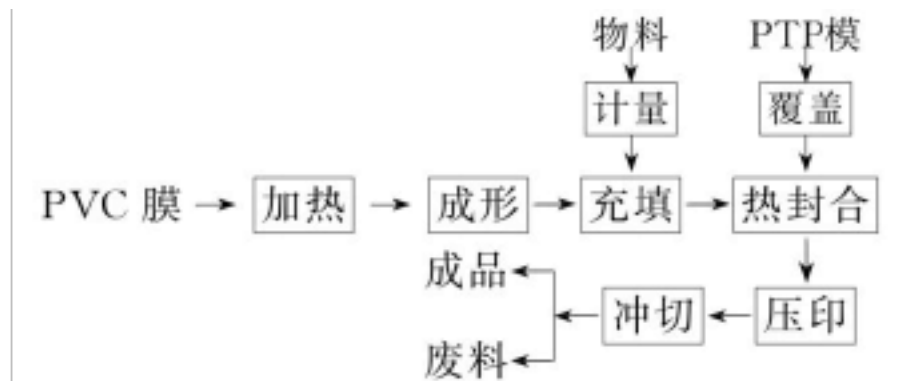 物料 PTP模
计量 覆盖
PVC 膜 加热 成形 充填 热封合
成品
冲切 压印
废料